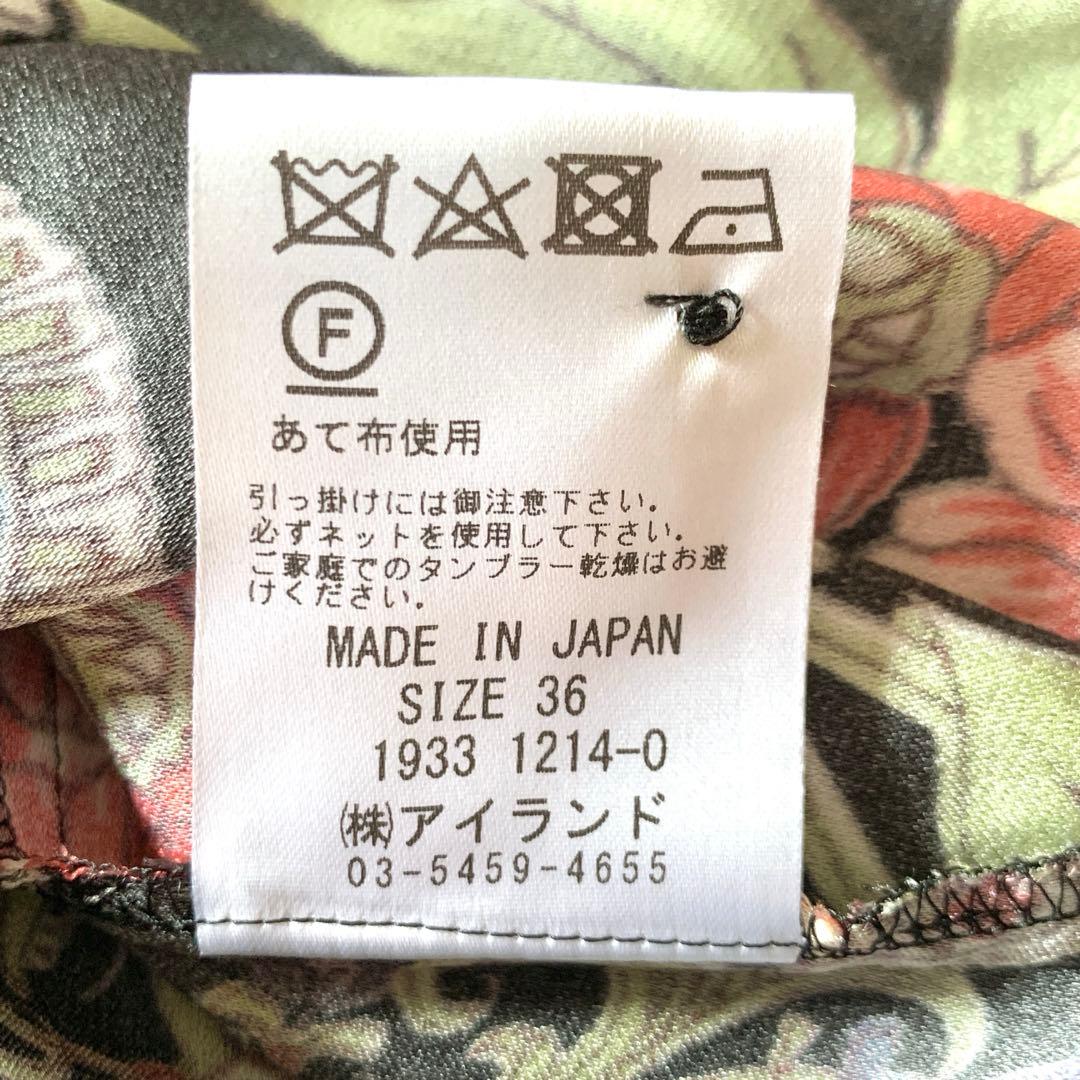 F
あて布使用
引っ掛けには御注意下さい.
必ずネットを使用して下さい.
ご家庭でのタンブラー乾燥はお避
けください.
MADE IN JAPAN
SIZE 36
1933 1214-0
㈱アイランド
03-5459-4655